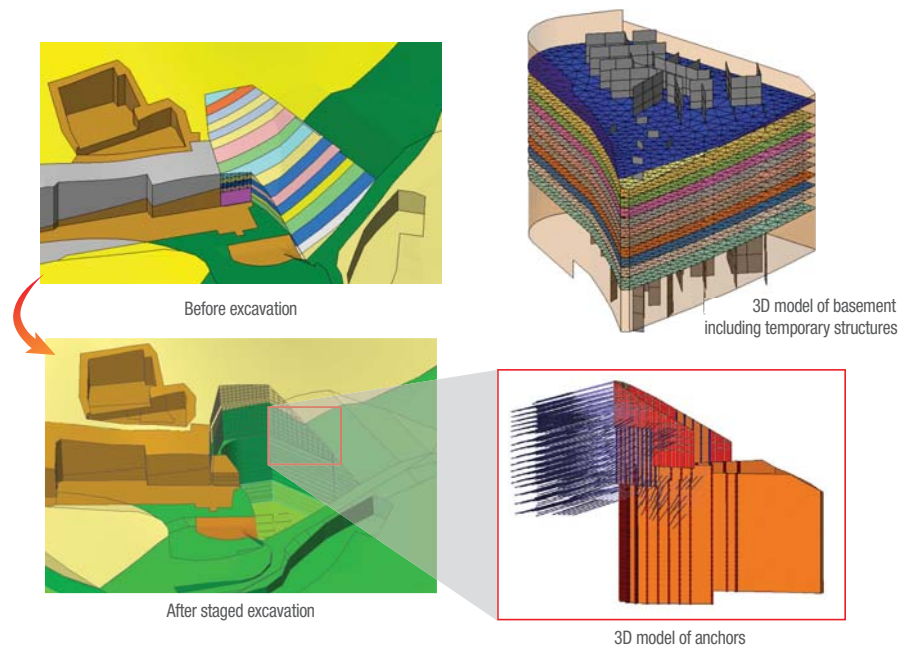 Before excavation
3D model of basement
including temporary structures
After staged excavation
3D model of anchors